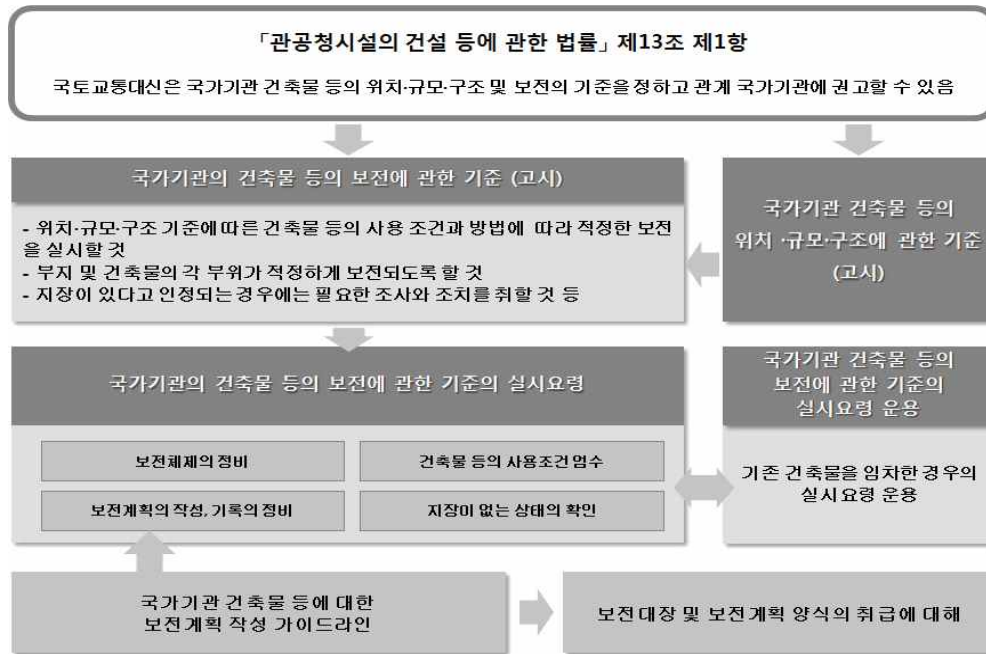 「관공청시설의 건설 등에 관한 법률」 제13조 제1항
국토교통대신은 국가기관 건축물 등의 위치·규모·구조 및 보전의 기준을 정하고 관계 국가기관에 권고할 수 있음
국가기관의 건축물 등의 보전에 관한 기준 (고시)
- 위치·규모·구조 기준에 따른 건축물 등의 사용 조건과 방법에 따라 적정한 보전
을 실시할 것
- 부지 및 건축물의 각 부위가 적정하게 보전되도록 할 것
- 지장이 있다고 인정되는 경우에는 필요한 조사와 조치를 취할 것 등
국가기관 건축물 등의
위치 ·규모·구조에 관한 기준
(고시)
국가기관의 건축물 등의 보전에 관한 기준의 실시요령
보전체제의 정비
건축물 등의 사용조건 엄수
보전계획의 작성, 기록의 정비
지장이 없는 상태의 확인
국가기관 건축물 등의
보전에 관한 기준의
실시요령 운용
기존 건축물을 임차한 경우의
실시요령 운용
국가기관 건축물 등에 대한
보전계획 작성 가이드라인
보전대장 및 보전계획 양식의 취급에 대해